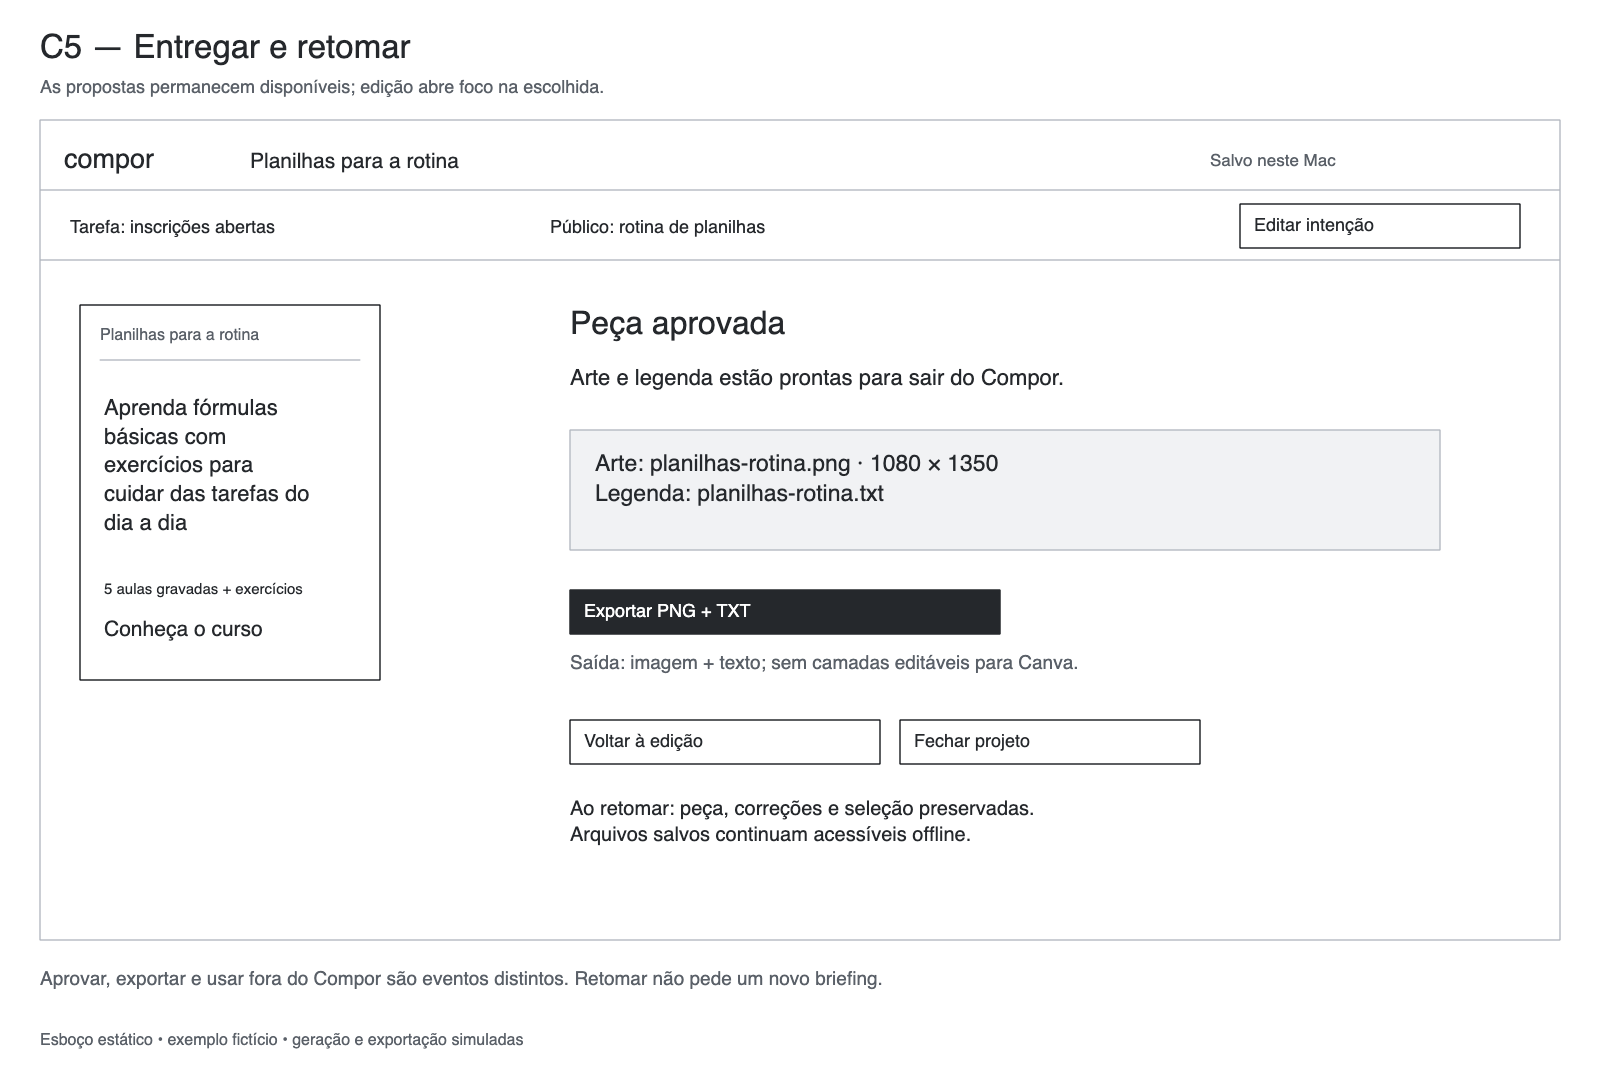 C5 — Entregar e retomar
As propostas permanecem disponíveis; edição abre foco na escolhida.
compor
Planilhas para a rotina
Salvo neste Mac
Tarefa: inscrições abertas
Público: rotina de planilhas
Editar intenção
Planilhas para a rotina
Aprenda fórmulas
básicas com
exercícios para
cuidar das tarefas do
dia a dia
5 aulas gravadas + exercícios
Conheça o curso
Peça aprovada
Arte e legenda estão prontas para sair do Compor.
Arte: planilhas-rotina.png · 1080 × 1350
Legenda: planilhas-rotina.txt
Exportar PNG + TXT
Saída: imagem + texto; sem camadas editáveis para Canva.
Voltar à edição
Fechar projeto
Ao retomar: peça, correções e seleção preservadas.
Arquivos salvos continuam acessíveis offline.
Aprovar, exportar e usar fora do Compor são eventos distintos. Retomar não pede um novo briefing.
Esboço estático • exemplo fictício • geração e exportação simuladas